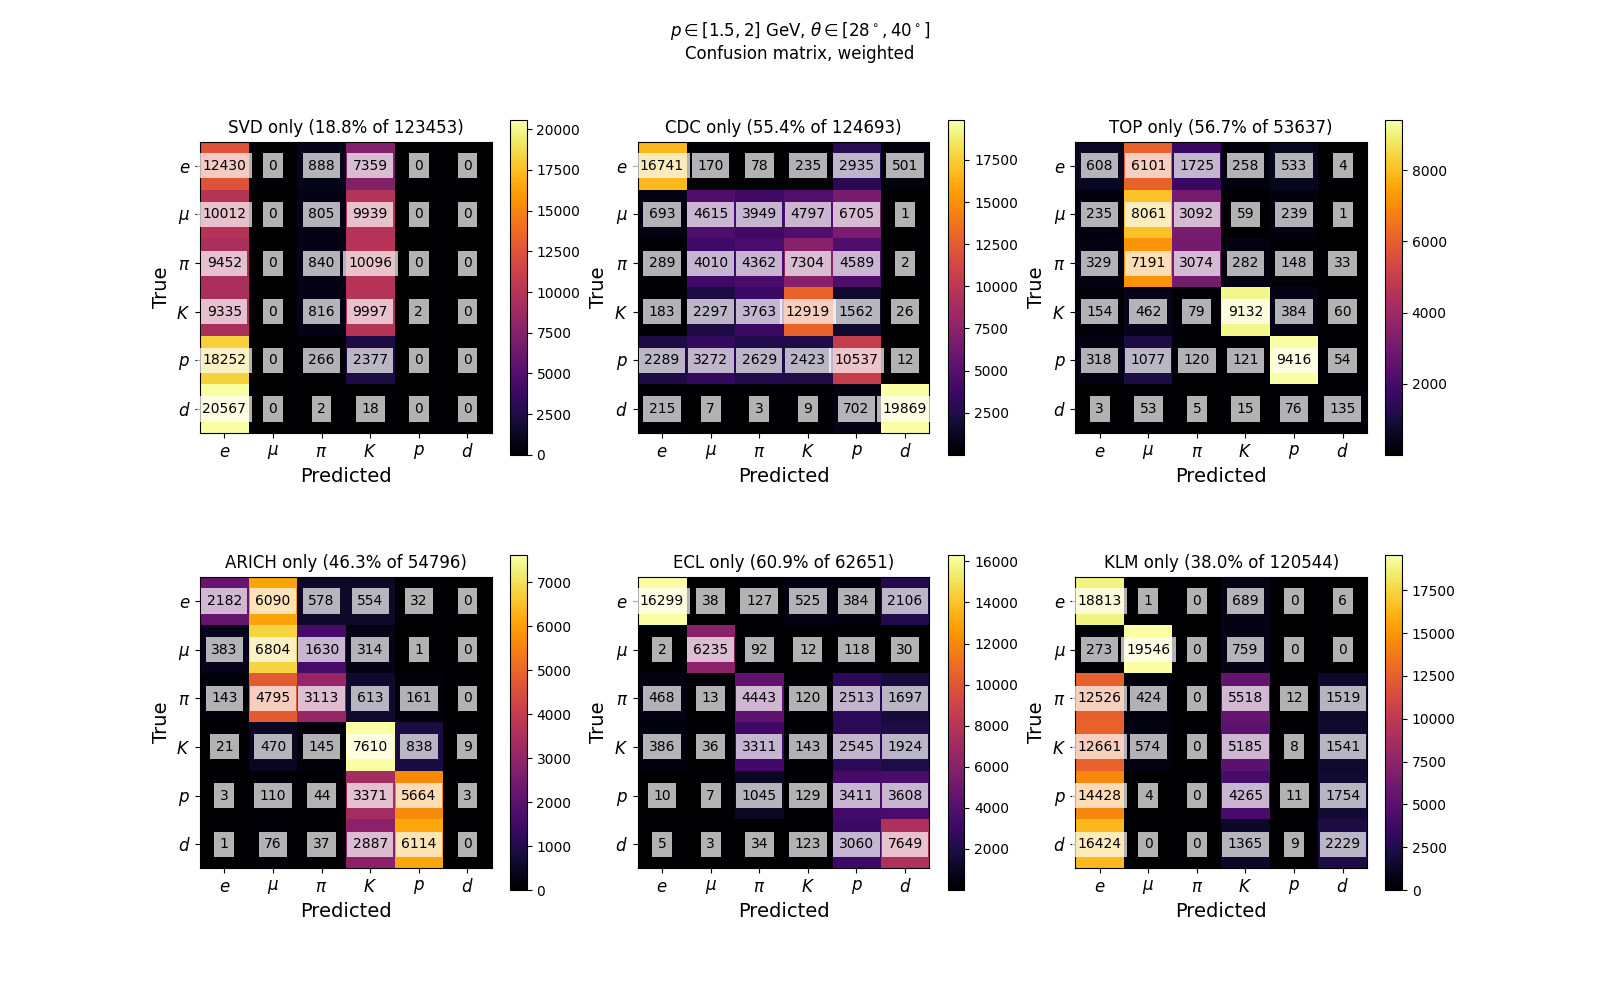 p ∈ [1.5, 2] GeV, θ ∈ [28°, 40°]
Confusion matrix, weighted
SVD only (18.8% of 123453)
True
e 12430 0 888 7359 0 0
μ 10012 0 805 9939 0 0
π 9452 0 840 10096 0 0
K 9335 0 816 9997 2 0
p 18252 0 266 2377 0 0
d 20567 0 2 18 0 0
e μ π K p d
Predicted
20000
17500
15000
12500
10000
7500
5000
2500
0
CDC only (55.4% of 124693)
True
e 16741 170 78 235 2935 501
μ 693 4615 3949 4797 6705 1
π 289 4010 4362 7304 4589 2
K 183 2297 3763 12919 1562 26
p 2289 3272 2629 2423 10537 12
d 215 7 3 9 702 19869
e μ π K p d
Predicted
17500
15000
12500
10000
7500
5000
2500
TOP only (56.7% of 53637)
True
e 608 6101 1725 258 533 4
μ 235 8061 3092 59 239 1
π 329 7191 3074 282 148 33
K 154 462 79 9132 384 60
p 318 1077 120 121 9416 54
d 3 53 5 15 76 135
e μ π K p d
Predicted
8000
6000
4000
2000
ARICH only (46.3% of 54796)
True
e 2182 6090 578 554 32 0
μ 383 6804 1630 314 1 0
π 143 4795 3113 613 161 0
K 21 470 145 7610 838 9
p 3 110 44 3371 5664 3
d 1 76 37 2887 6114 0
e μ π K p d
Predicted
7000
6000
5000
4000
3000
2000
1000
0
ECL only (60.9% of 62651)
True
e 16299 38 127 525 384 2106
μ 2 6235 92 12 118 30
π 468 13 4443 120 2513 1697
K 386 36 3311 143 2545 1924
p 10 7 1045 129 3411 3608
d 5 3 34 123 3060 7649
e μ π K p d
Predicted
16000
14000
12000
10000
8000
6000
4000
2000
KLM only (38.0% of 120544)
True
e 18813 1 0 689 0 6
μ 273 19546 0 759 0 0
π 12526 424 0 5518 12 1519
K 12661 574 0 5185 8 1541
p 14428 4 0 4265 11 1754
d 16424 0 0 1365 9 2229
e μ π K p d
Predicted
17500
15000
12500
10000
7500
5000
2500
0